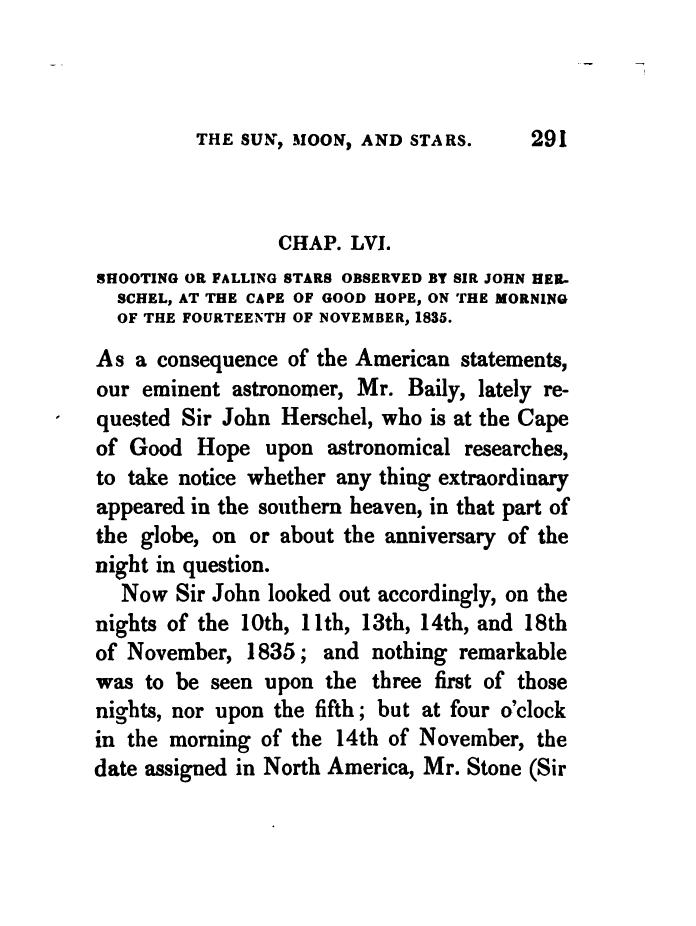 THE SUN, MOON, AND STARS. 291
CHAP. LVI.
SHOOTING OR FALLING STARS OBSERVED BY SIR JOHN HER-
SCHEL, AT THE CAPE OF GOOD HOPE, ON THE MORNING
OF THE FOURTEENTH OF NOVEMBER, 1835.
As a consequence of the American statements,
our eminent astronomer, Mr. Baily, lately re-
quested Sir John Herschel, who is at the Cape
of Good Hope upon astronomical researches,
to take notice whether any thing extraordinary
appeared in the southern heaven, in that part of
the globe, on or about the anniversary of the
night in question.
Now Sir John looked out accordingly, on the
nights of the 10th, 11th, 13th, 14th, and 18th
of November, 1835; and nothing remarkable
was to be seen upon the three first of those
nights, nor upon the fifth; but at four o'clock
in the morning of the 14th of November, the
date assigned in North America, Mr. Stone (Sir